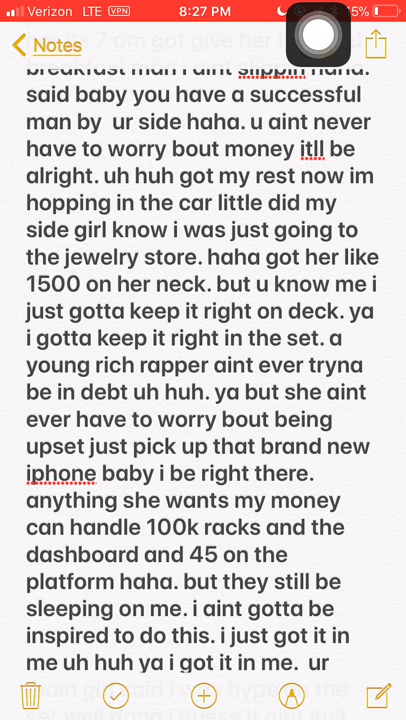 Verizon LTE VPN 8:27 PM 5%
Notes
breakfast man i aint slippin haha.
said baby you have a successful
man by  ur side haha. u aint never
have to worry bout money itll be
alright. uh huh got my rest now im
hopping in the car little did my
side girl know i was just going to
the jewelry store. haha got her like
1500 on her neck. but u know me i
just gotta keep it right on deck. ya
i gotta keep it right in the set. a
young rich rapper aint ever tryna
be in debt uh huh. ya but she aint
ever have to worry bout being
upset just pick up that brand new
iphone baby i be right there.
anything she wants my money
can handle 100k racks and the
dashboard and 45 on the
platform haha. but they still be
sleeping on me. i aint gotta be
inspired to do this. i just got it in
me uh huh ya i got it in me.  ur